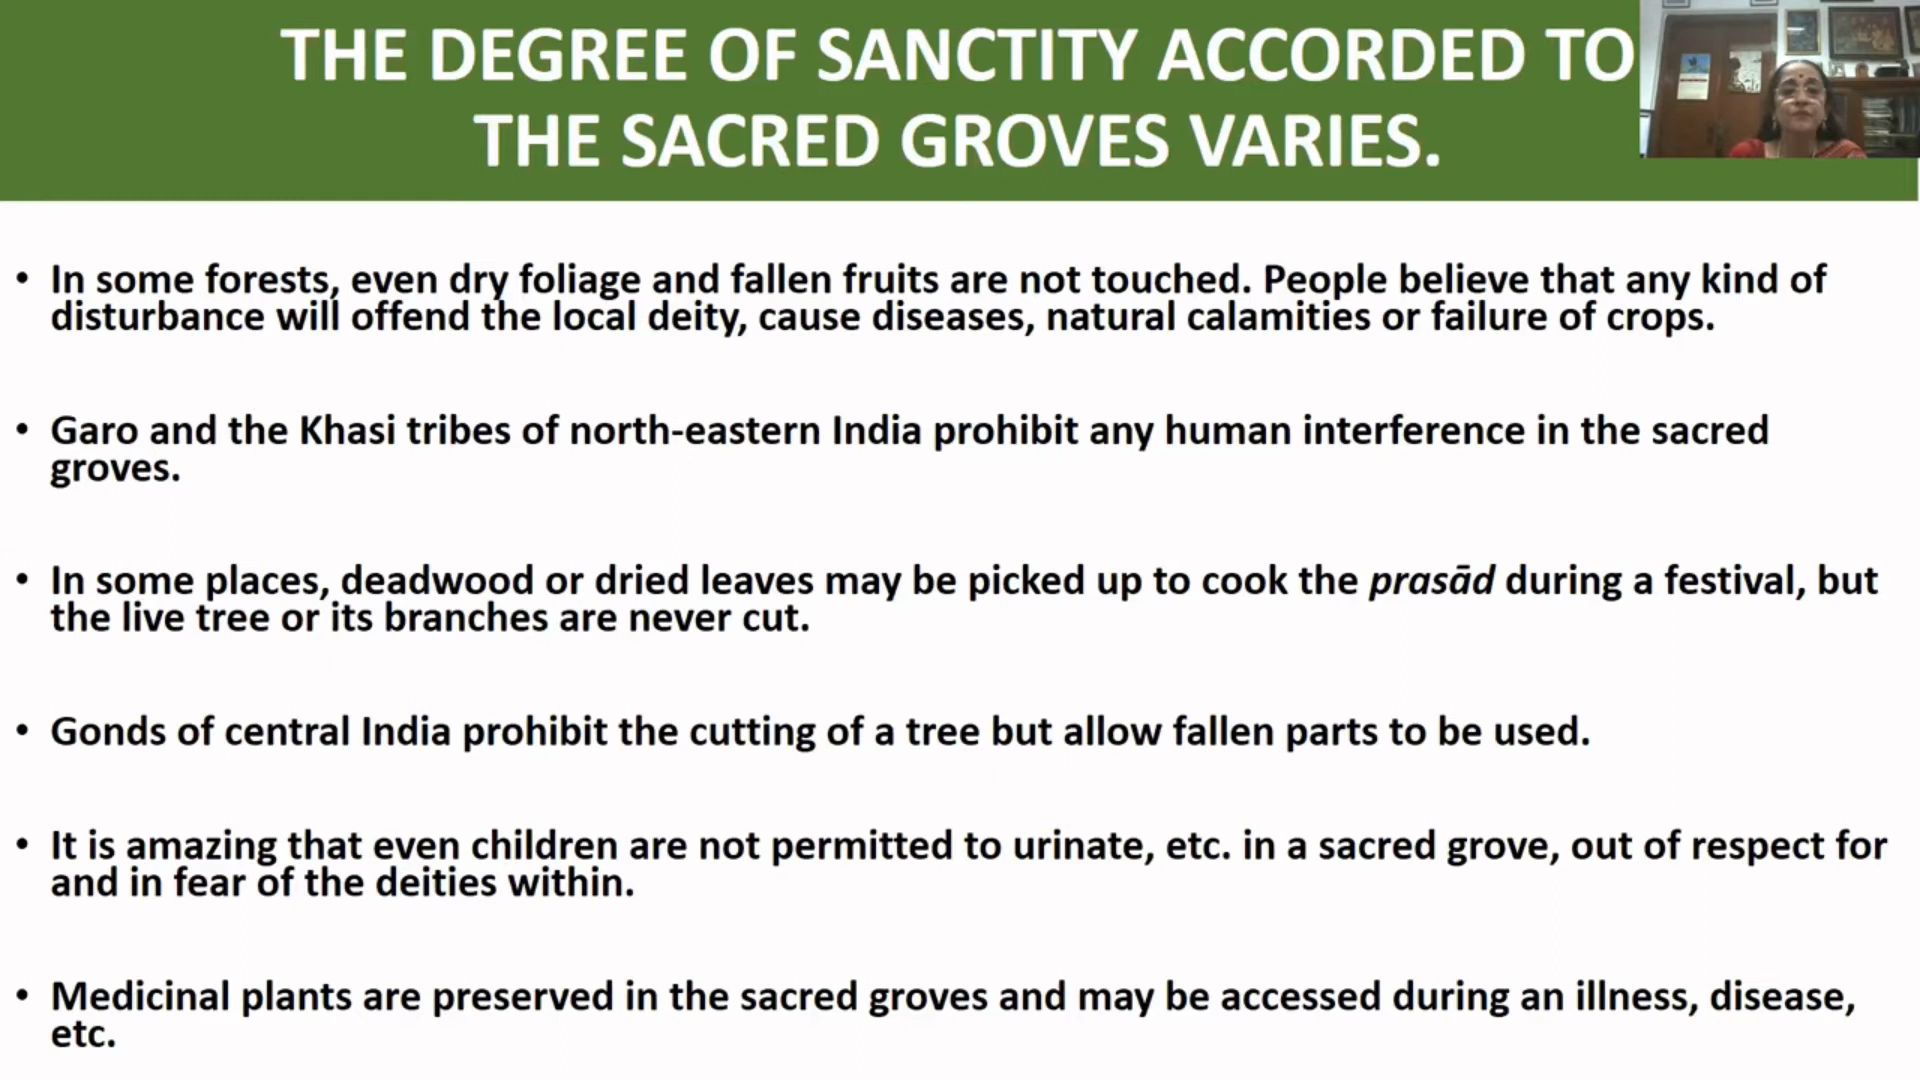 THE DEGREE OF SANCTITY ACCORDED TO
THE SACRED GROVES VARIES.
• In some forests, even dry foliage and fallen fruits are not touched. People believe that any kind of
disturbance will offend the local deity, cause diseases, natural calamities or failure of crops.
• Garo and the Khasi tribes of north-eastern India prohibit any human interference in the sacred
groves.
• In some places, deadwood or dried leaves may be picked up to cook the prasād during a festival, but
the live tree or its branches are never cut.
• Gonds of central India prohibit the cutting of a tree but allow fallen parts to be used.
• It is amazing that even children are not permitted to urinate, etc. in a sacred grove, out of respect for
and in fear of the deities within.
• Medicinal plants are preserved in the sacred groves and may be accessed during an illness, disease,
etc.